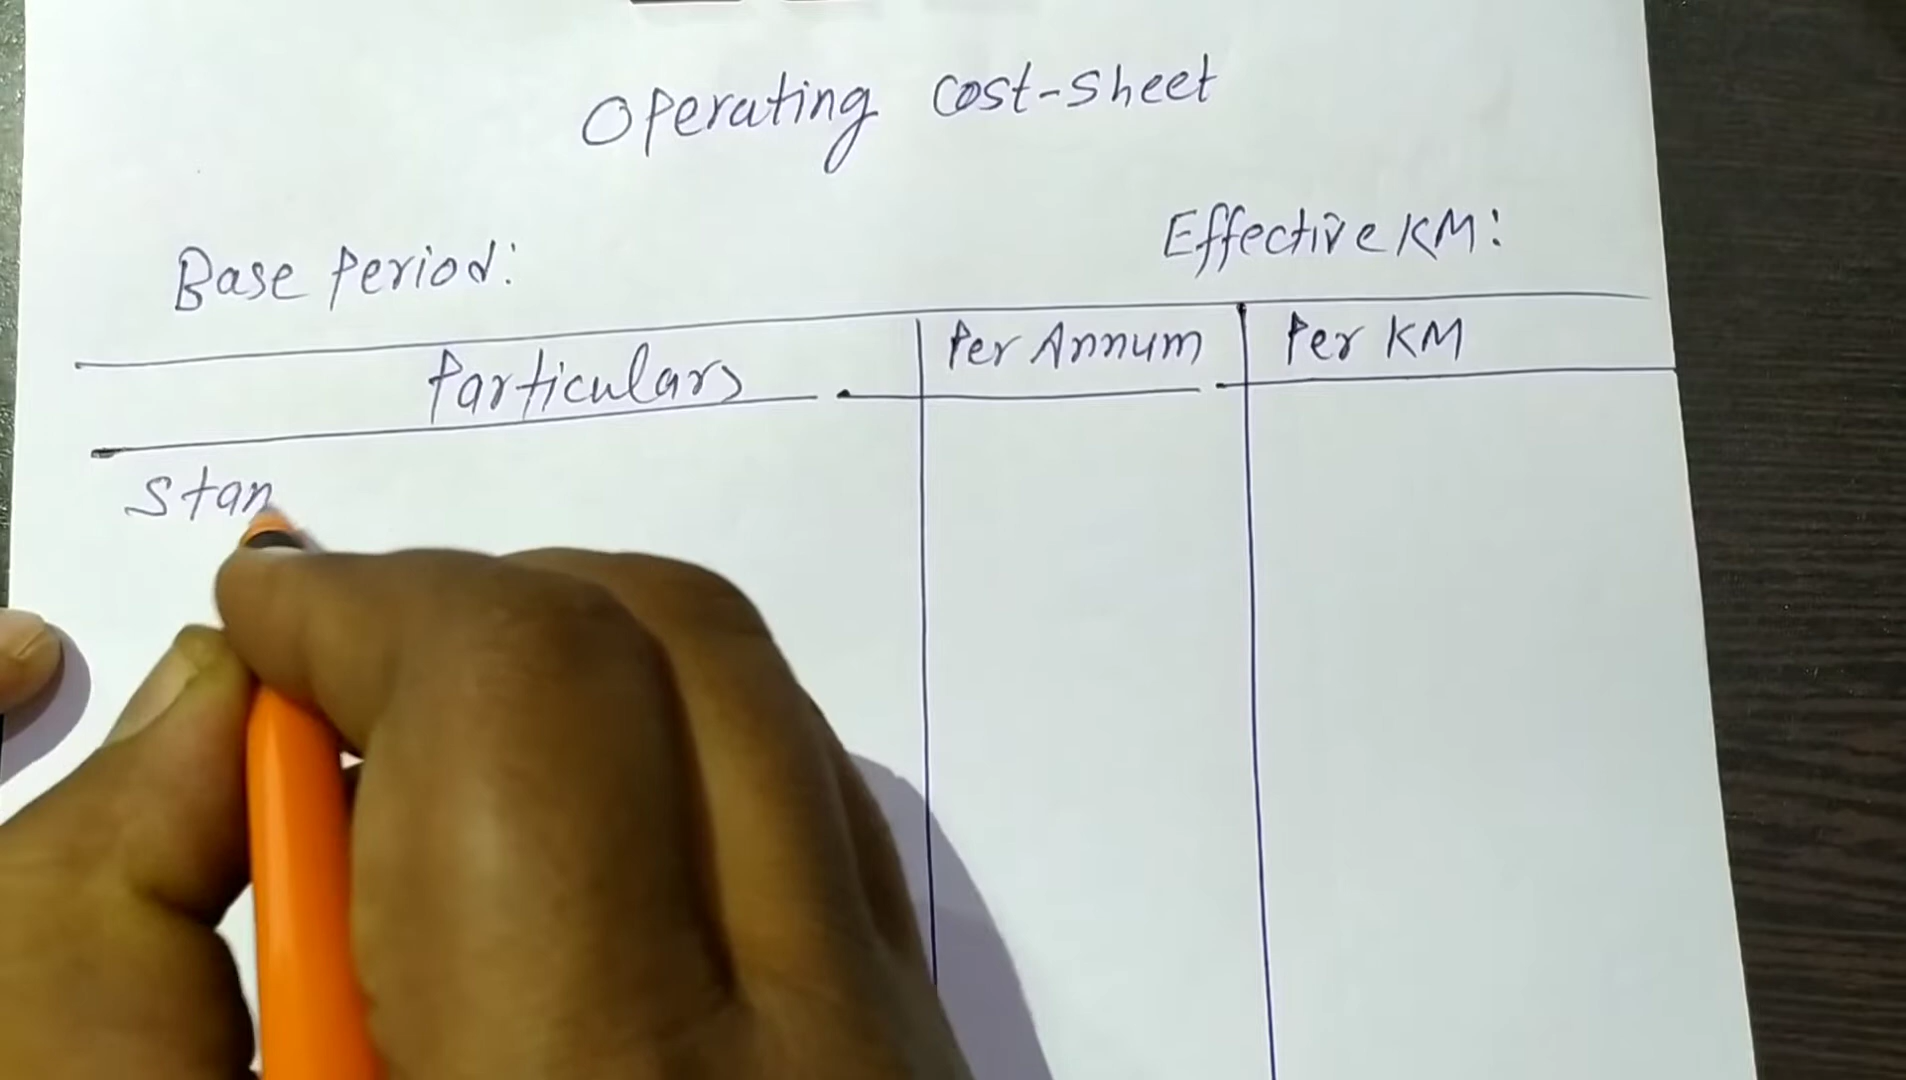 Operating Cost-Sheet
Base Period:
Effective KM:
Particulars Per Annum Per KM
Stan